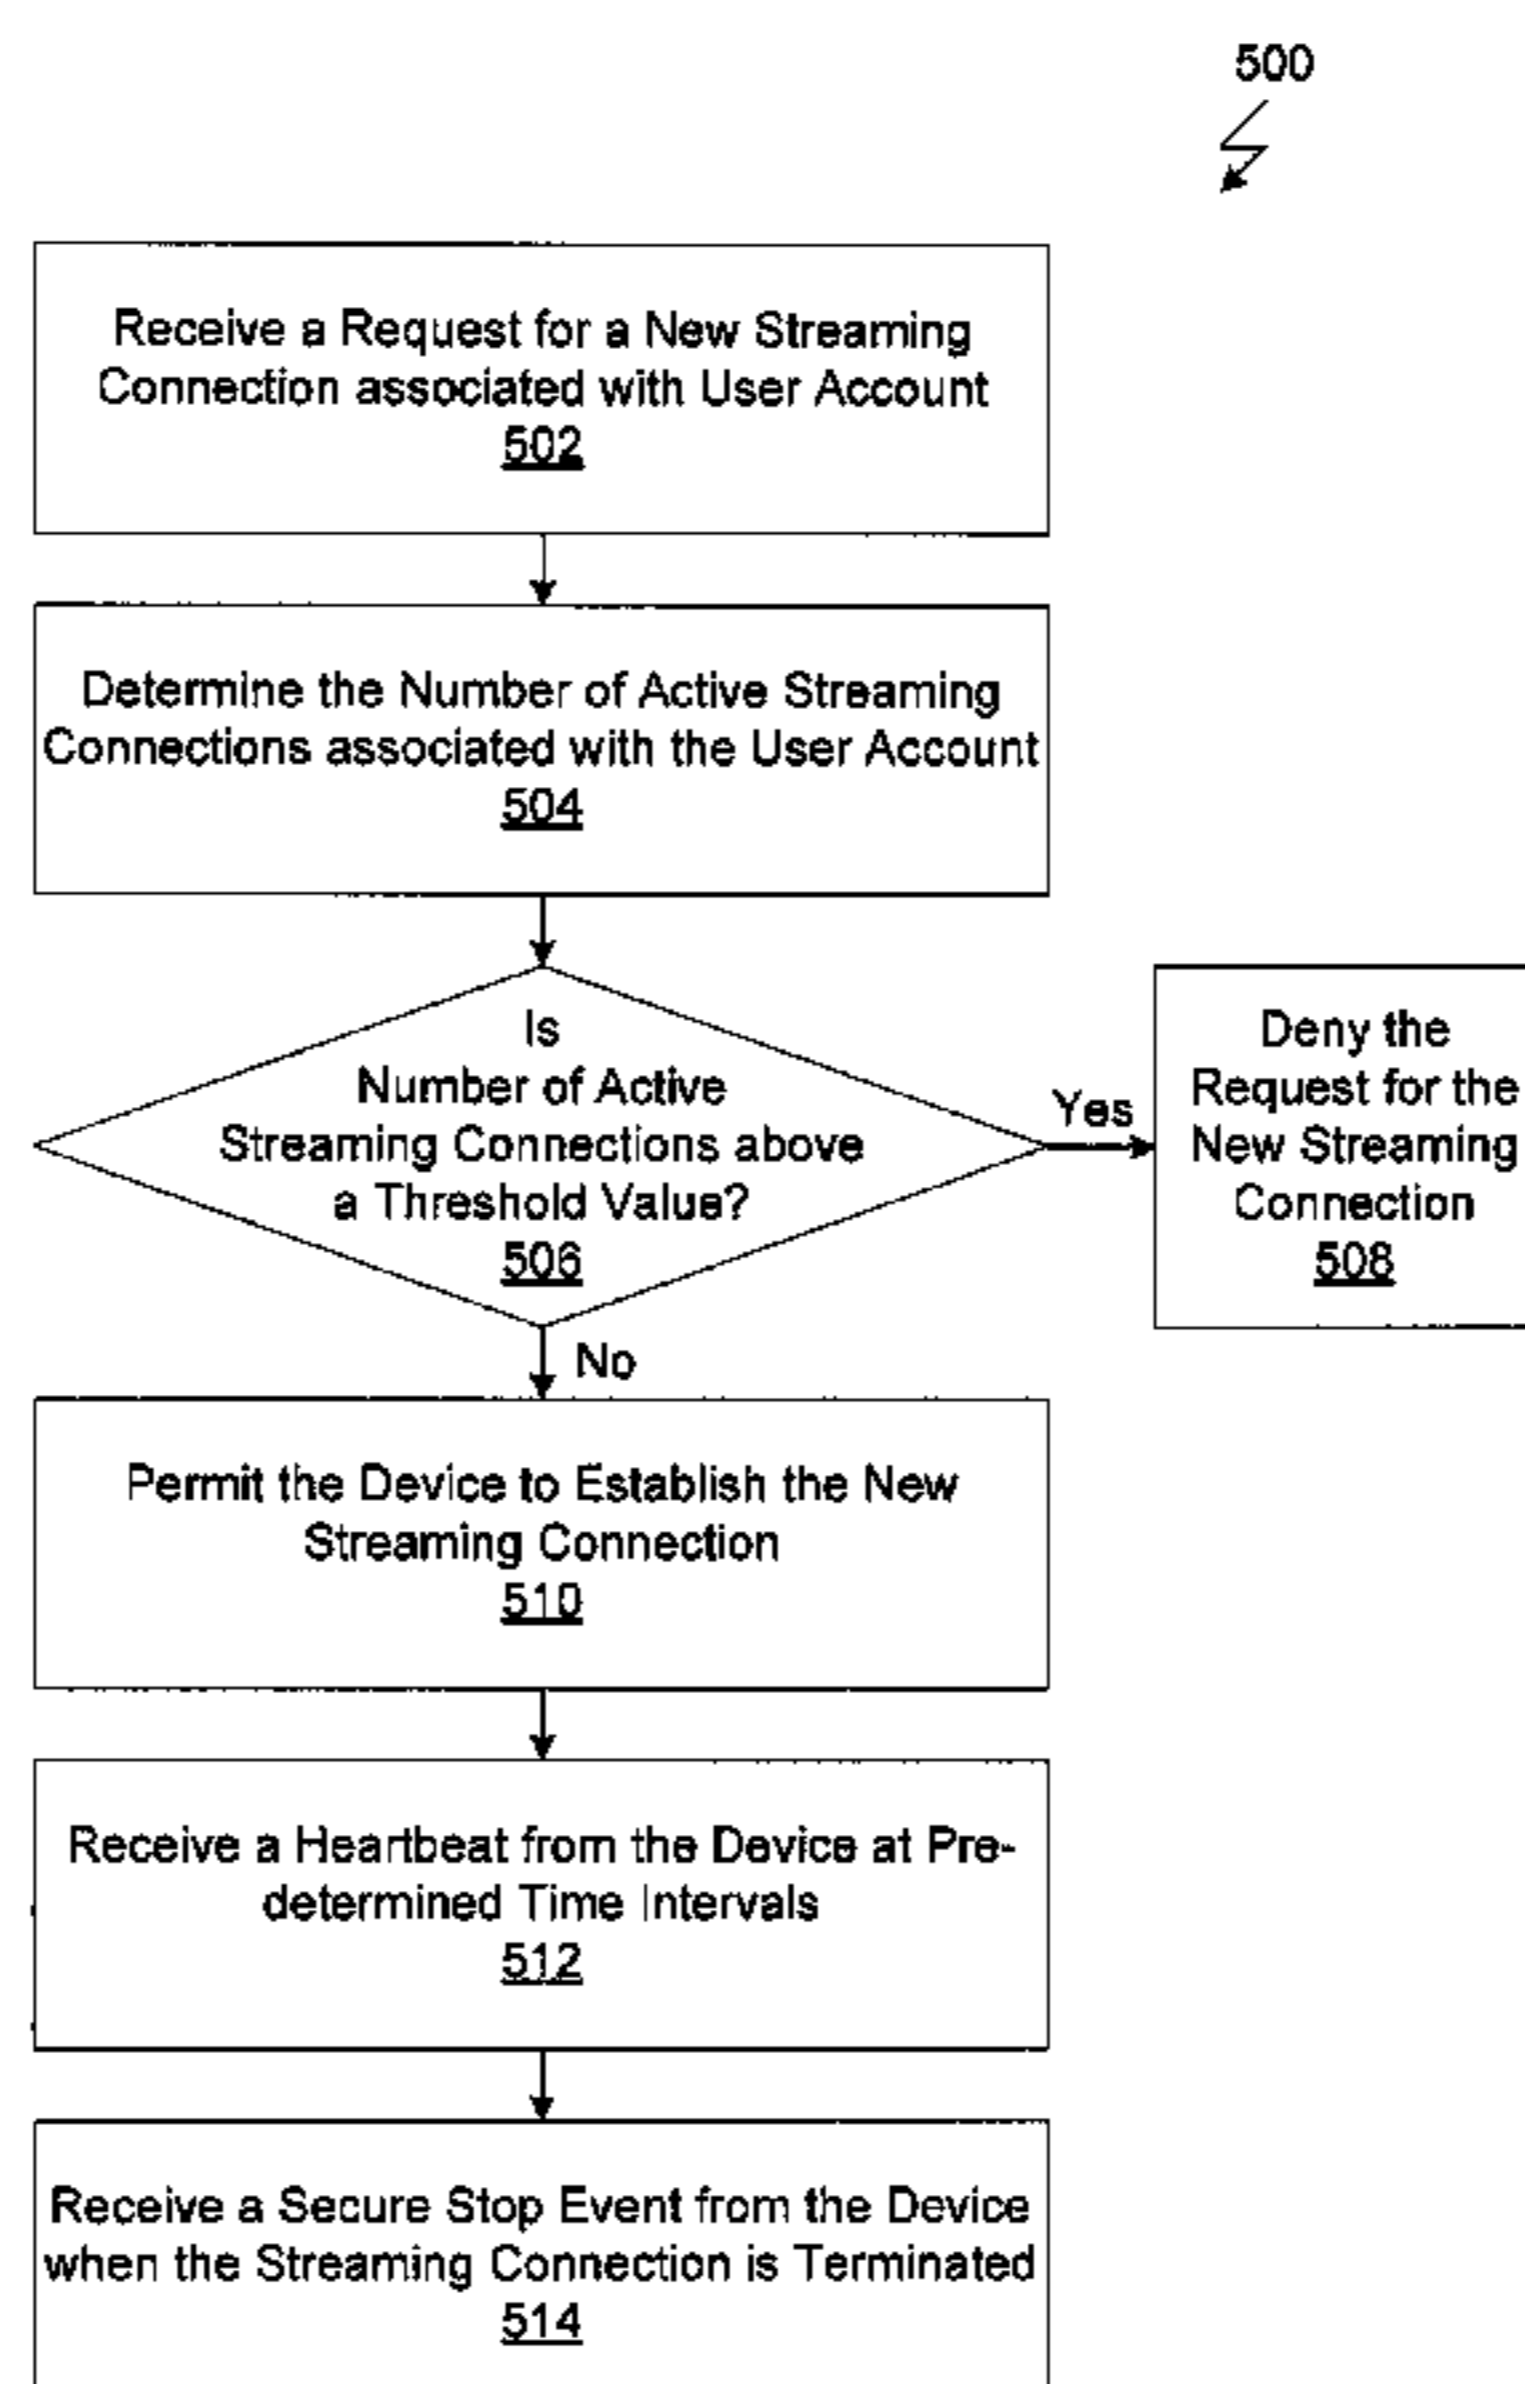 500
Receive a Request for a New Streaming
Connection associated with User Account
502
Determine the Number of Active Streaming
Connections associated with the User Account
504
Is
Number of Active
Streaming Connections above
a Threshold Value?
506
Yes
Deny the
Request for the
New Streaming
Connection
508
No
Permit the Device to Establish the New
Streaming Connection
510
Receive a Heartbeat from the Device at Pre-
determined Time Intervals
512
Receive a Secure Stop Event from the Device
when the Streaming Connection is Terminated
514